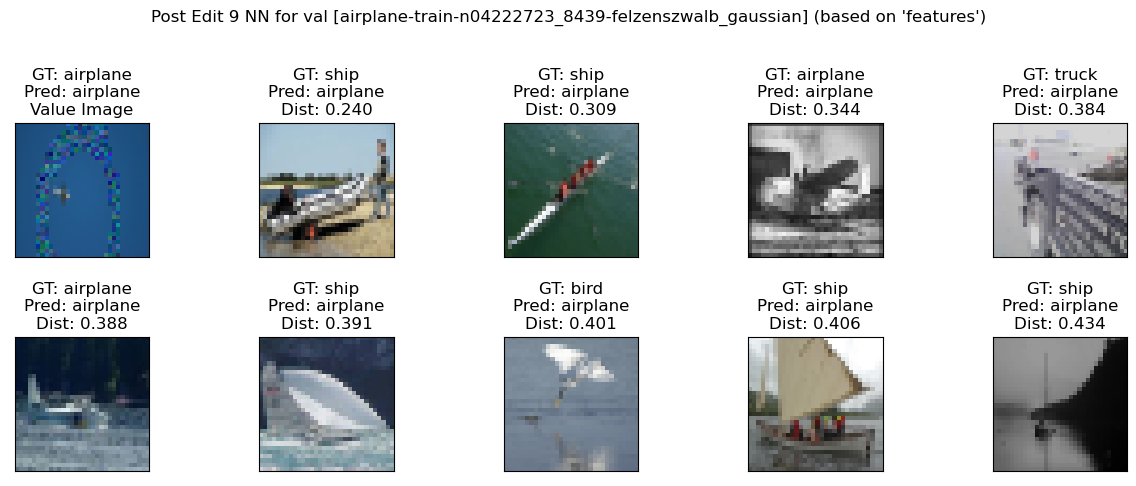 Post Edit 9 NN for val [airplane-train-n04222723_8439-felzenszwalb_gaussian] (based on 'features')
GT: airplane
Pred: airplane
Value Image
GT: ship
Pred: airplane
Dist: 0.240
GT: ship
Pred: airplane
Dist: 0.309
GT: airplane
Pred: airplane
Dist: 0.344
GT: truck
Pred: airplane
Dist: 0.384
GT: airplane
Pred: airplane
Dist: 0.388
GT: ship
Pred: airplane
Dist: 0.391
GT: bird
Pred: airplane
Dist: 0.401
GT: ship
Pred: airplane
Dist: 0.406
GT: ship
Pred: airplane
Dist: 0.434